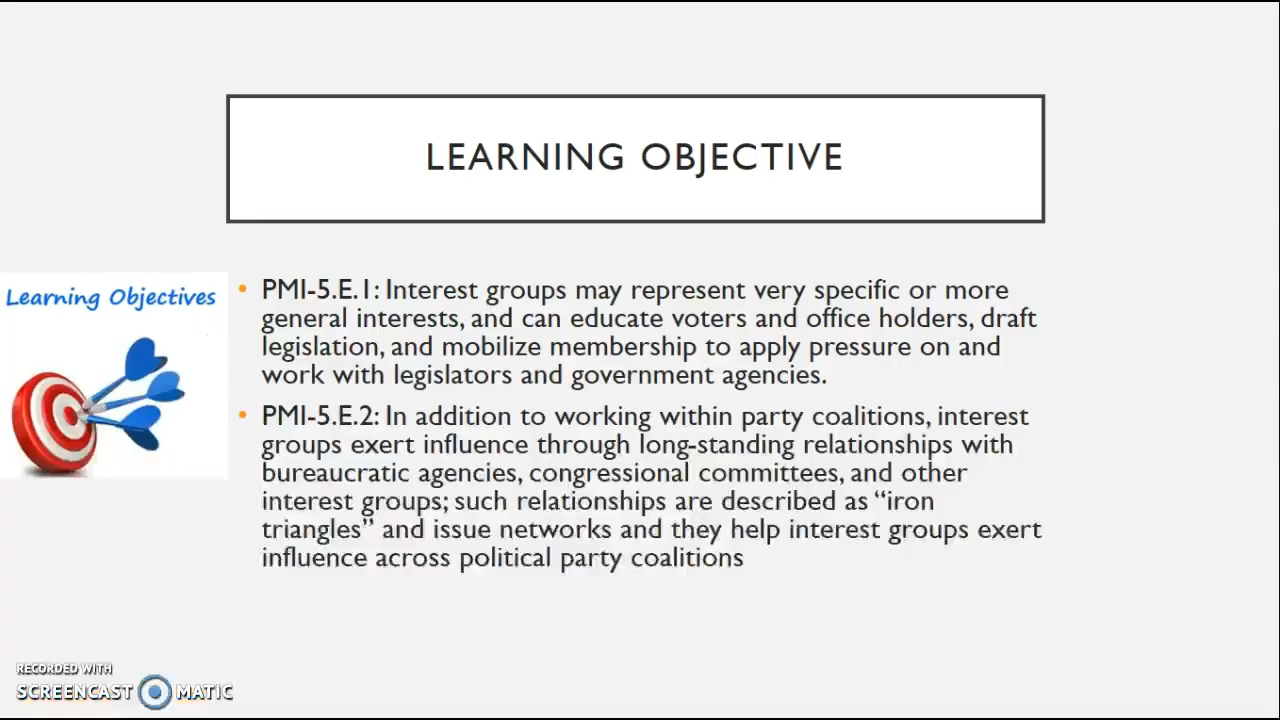 LEARNING OBJECTIVE
Learning Objectives
• PMI-5.E.1: Interest groups may represent very specific or more
general interests, and can educate voters and office holders, draft
legislation, and mobilize membership to apply pressure on and
work with legislators and government agencies.
• PMI-5.E.2: In addition to working within party coalitions, interest
groups exert influence through long-standing relationships with
bureaucratic agencies, congressional committees, and other
interest groups; such relationships are described as “iron
triangles” and issue networks and they help interest groups exert
influence across political party coalitions
RECORDED WITH
SCREENCAST MATIC